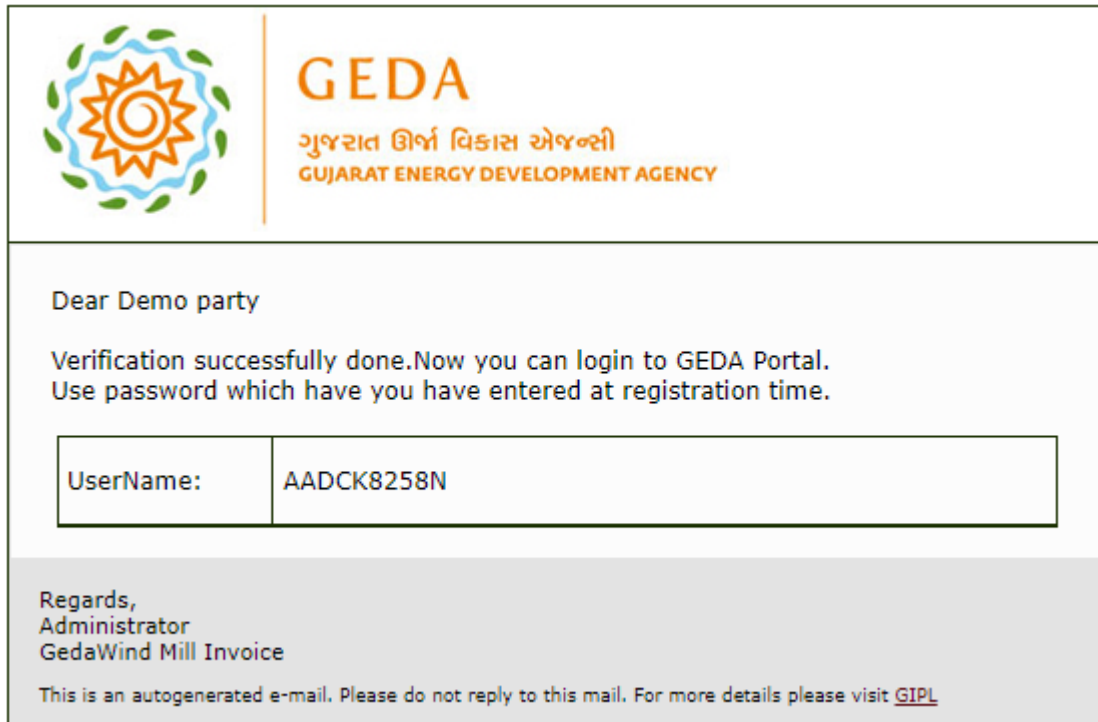 GEDA
ગુજરાત ઊર્જા વિકાસ એજન્સી
GUJARAT ENERGY DEVELOPMENT AGENCY
Dear Demo party
Verification successfully done.Now you can login to GEDA Portal.
Use password which have you have entered at registration time.
UserName: AADCK8258N
Regards,
Administrator
GedaWind Mill Invoice
This is an autogenerated e-mail. Please do not reply to this mail. For more details please visit GIPL